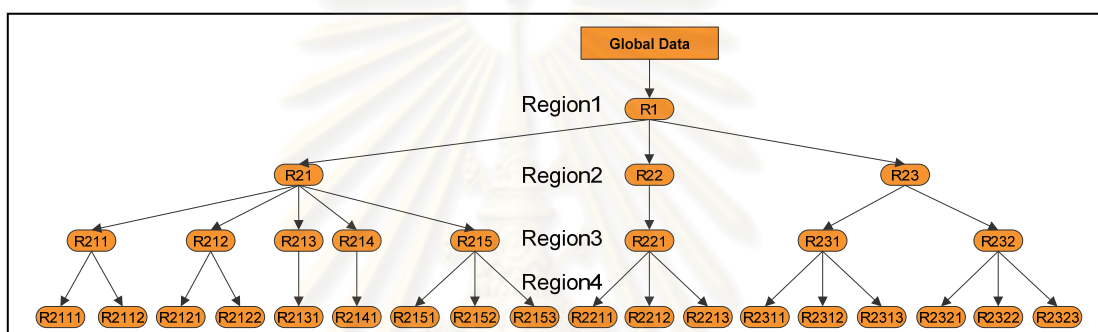 Global Data
Region1 R1
R21 Region2 R22 R23
R211 R212 R213 R214 R215 Region3 R221 R231 R232
Region4
R2111 R2112 R2121 R2122 R2131 R2141 R2151 R2152 R2153 R2211 R2212 R2213 R2311 R2312 R2313 R2321 R2322 R2323